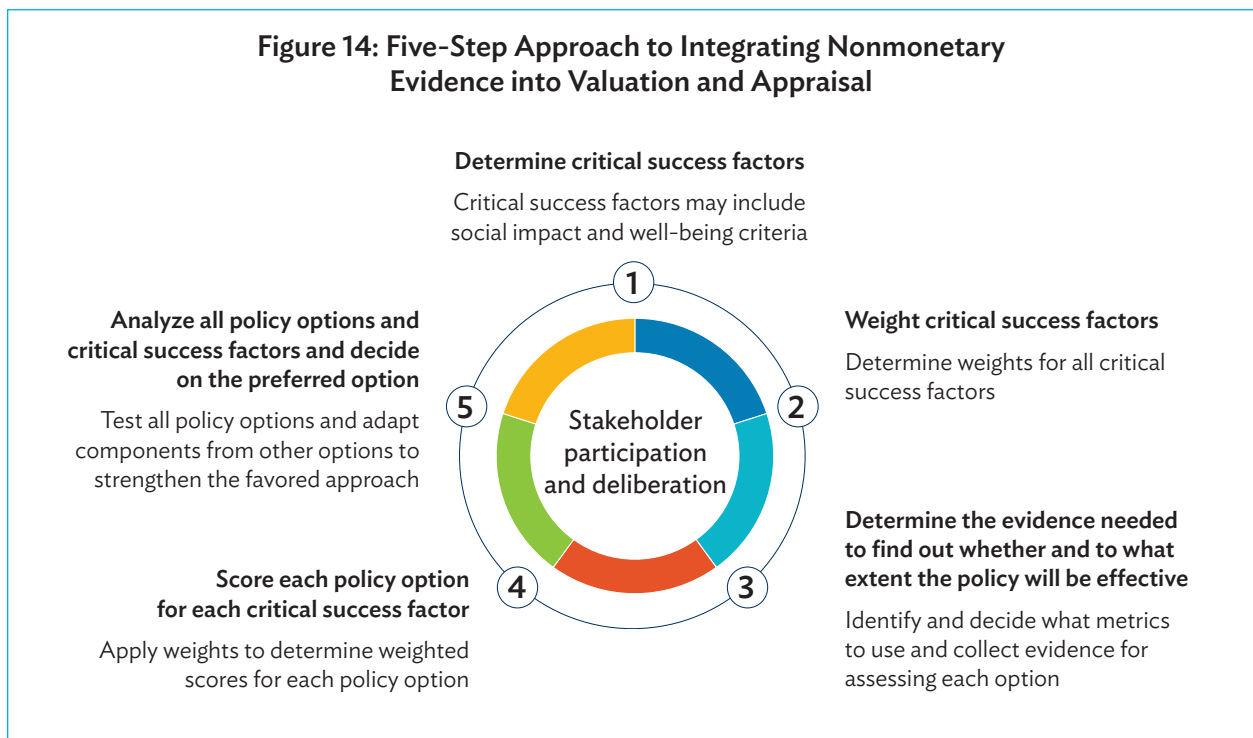 Figure 14: Five-Step Approach to Integrating Nonmonetary
Evidence into Valuation and Appraisal
Determine critical success factors
Critical success factors may include
social impact and well-being criteria
1
Weight critical success factors
Determine weights for all critical
success factors
2
Determine the evidence needed
to find out whether and to what
extent the policy will be effective
Identify and decide what metrics
to use and collect evidence for
assessing each option
3
Score each policy option
for each critical success factor
Apply weights to determine weighted
scores for each policy option
4
Analyze all policy options and
critical success factors and decide
on the preferred option
Test all policy options and adapt
components from other options to
strengthen the favored approach
5
Stakeholder
participation
and deliberation